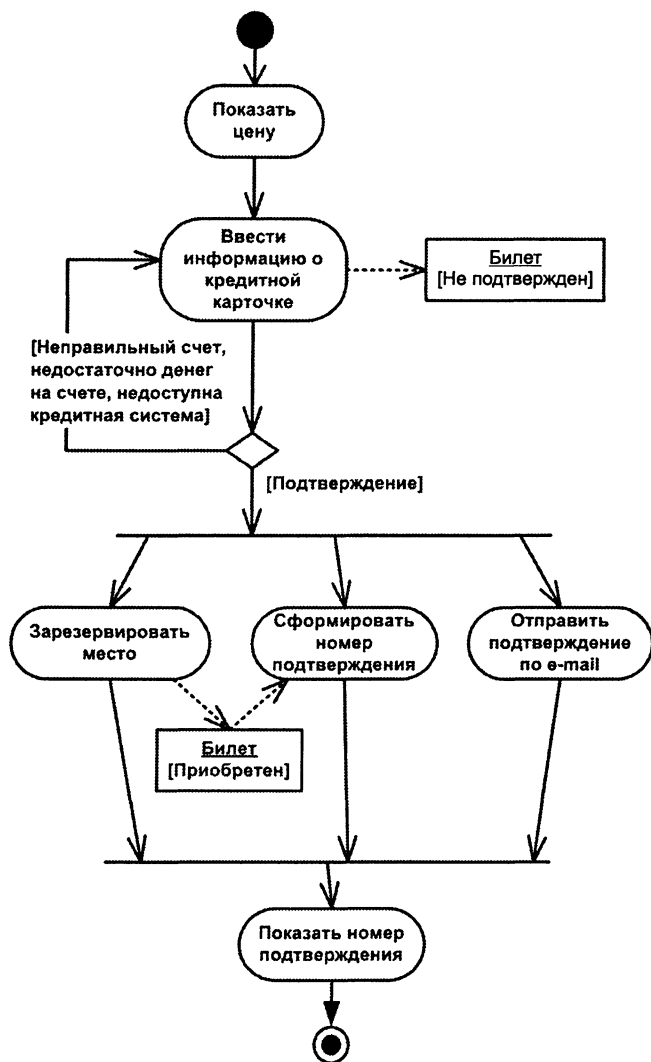 Показать
цену
Ввести
информацию о
кредитной
карточке
Билет
[Не подтвержден]
[Неправильный счет,
недостаточно денег
на счете, недоступна
кредитная система]
[Подтверждение]
Зарезервировать
место
Сформировать
номер
подтверждения
Отправить
подтверждение
по e-mail
Билет
[Приобретен]
Показать номер
подтверждения